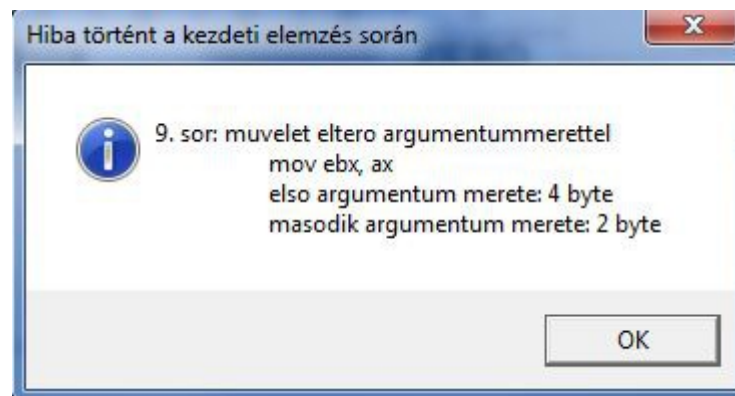 Hiba történt a kezdeti elemzés során
9. sor: muvelet eltero argumentummerettel
mov ebx, ax
elso argumentum merete: 4 byte
masodik argumentum merete: 2 byte
OK